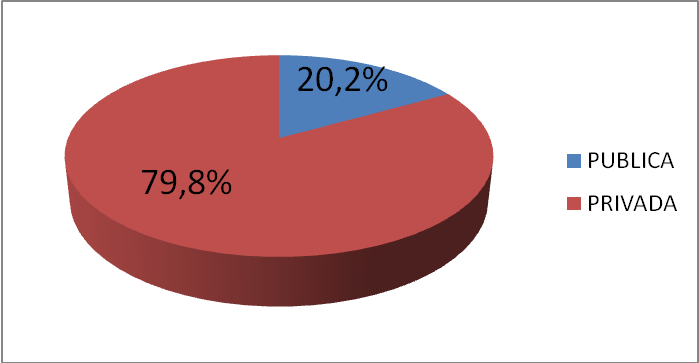 20,2%
79,8%
PUBLICA
PRIVADA